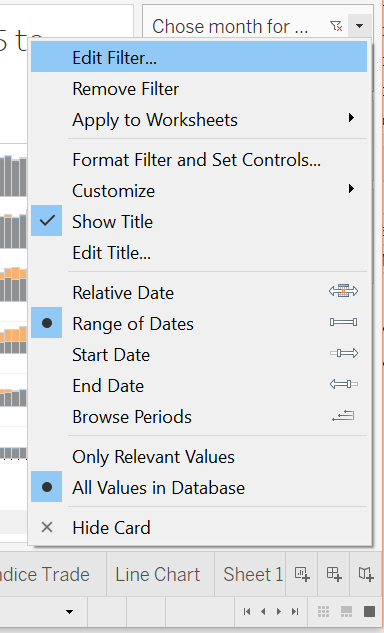 5 to
Chose month for ...
Edit Filter...
Remove Filter
Apply to Worksheets
Format Filter and Set Controls...
Customize
Show Title
Edit Title...
Relative Date
Range of Dates
Start Date
End Date
Browse Periods
Only Relevant Values
All Values in Database
Hide Card
ndice Trade Line Chart Sheet 1